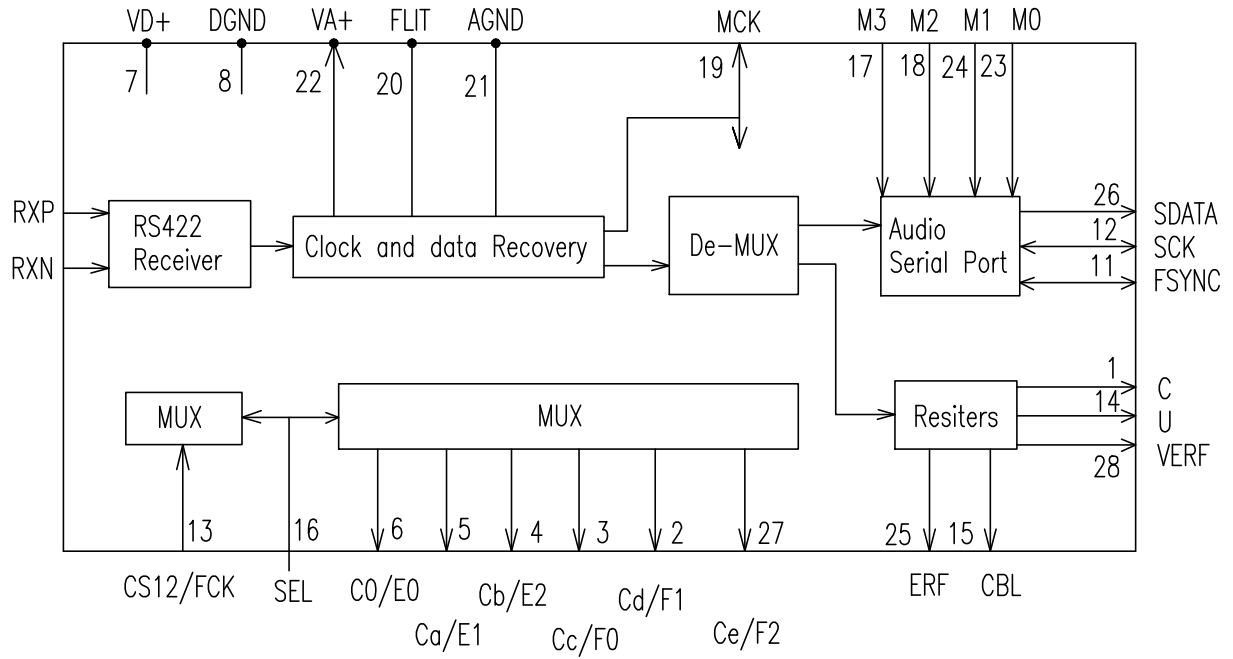 VD+ DGND VA+ FLIT AGND MCK M3 M2 M1 M0
7 8 22 20 21 19 17 18 24 23
RXP
RXN
RS422
Receiver
Clock and data Recovery
De-MUX
Audio
Serial Port
26
SDATA
12
SCK
11
FSYNC
MUX
MUX
Resiters
1
C
14
U
28
VERF
13 16 6 5 4 3 2 27 25 15
CS12/FCK SEL C0/E0 Cb/E2 Cd/F1 ERF CBL
Ca/E1 Cc/F0 Ce/F2